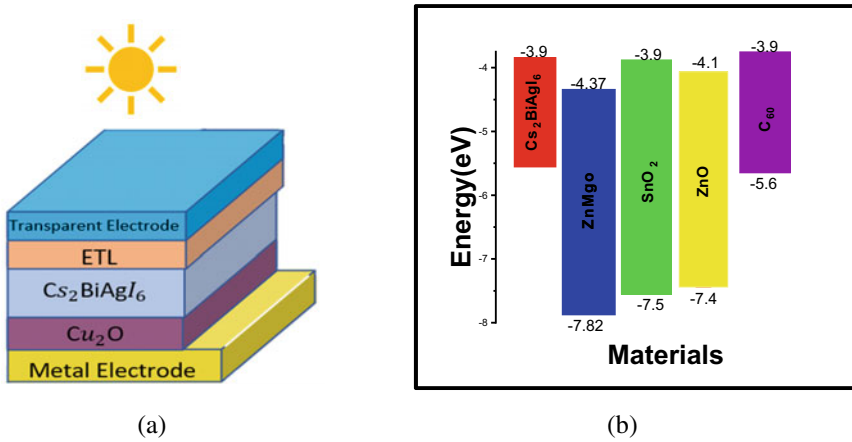 Transparent Electrode
ETL
Cs₂BiAgI₆
Cu₂O
Metal Electrode
(a)
Energy(eV)
-4
-5
-6
-7
-8
-3.9
Cs₂BiAgI₆
-4.37
ZnMgo
-7.82
-3.9
SnO₂
-7.5
-4.1
ZnO
-7.4
-3.9
C₆₀
-5.6
Materials
(b)